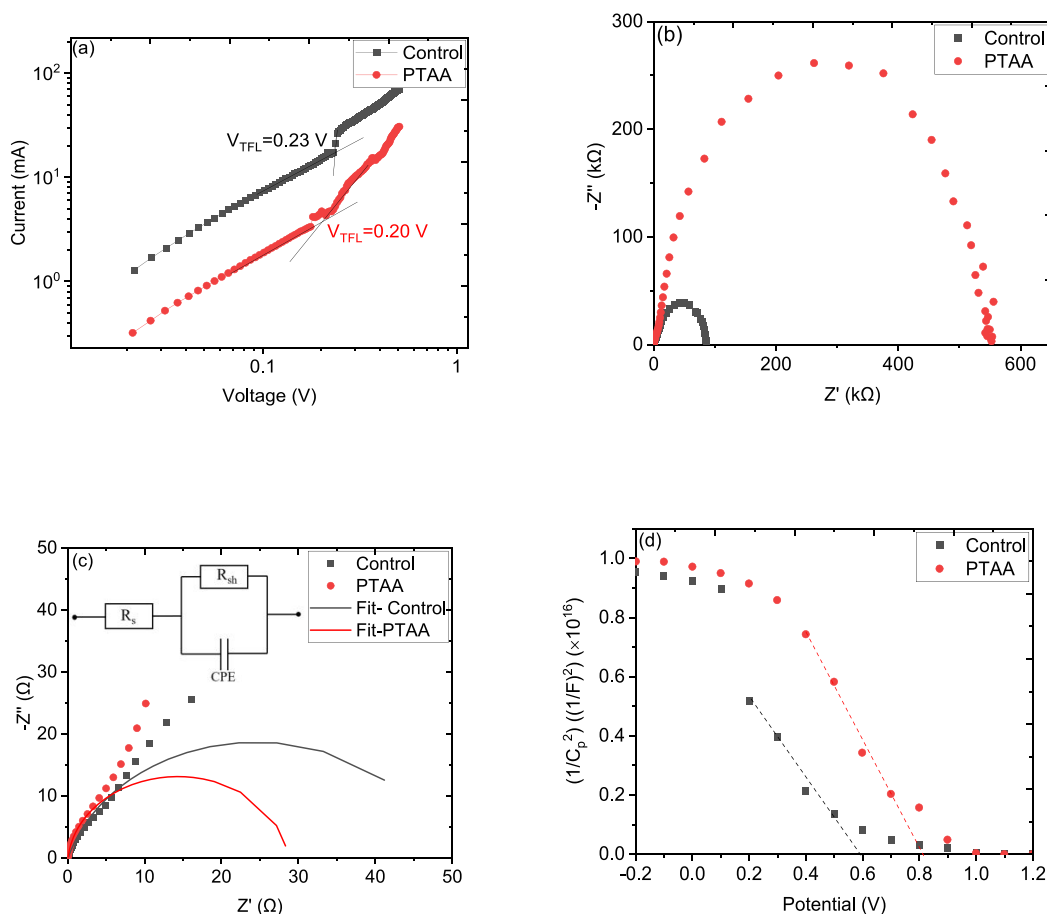 (a)
Control
PTAA
V_TFL=0.23 V
V_TFL=0.20 V
10^2
10^1
10^0
Current (mA)
0.1
1
Voltage (V)
(b)
Control
PTAA
-300
-250
-200
-150
-100
-50
0
-Z" (kΩ)
0
200
400
600
Z' (kΩ)
(c)
Control
PTAA
Fit- Control
Fit-PTAA
R_s
R_sh
CPE
50
40
30
20
10
0
-Z" (Ω)
0
10
20
30
40
50
Z' (Ω)
(d)
Control
PTAA
1.0
0.8
0.6
0.4
0.2
0.0
(1/C_p^2) ((1/F)^2) (×10^16)
-0.2
0.0
0.2
0.4
0.6
0.8
1.0
1.2
Potential (V)